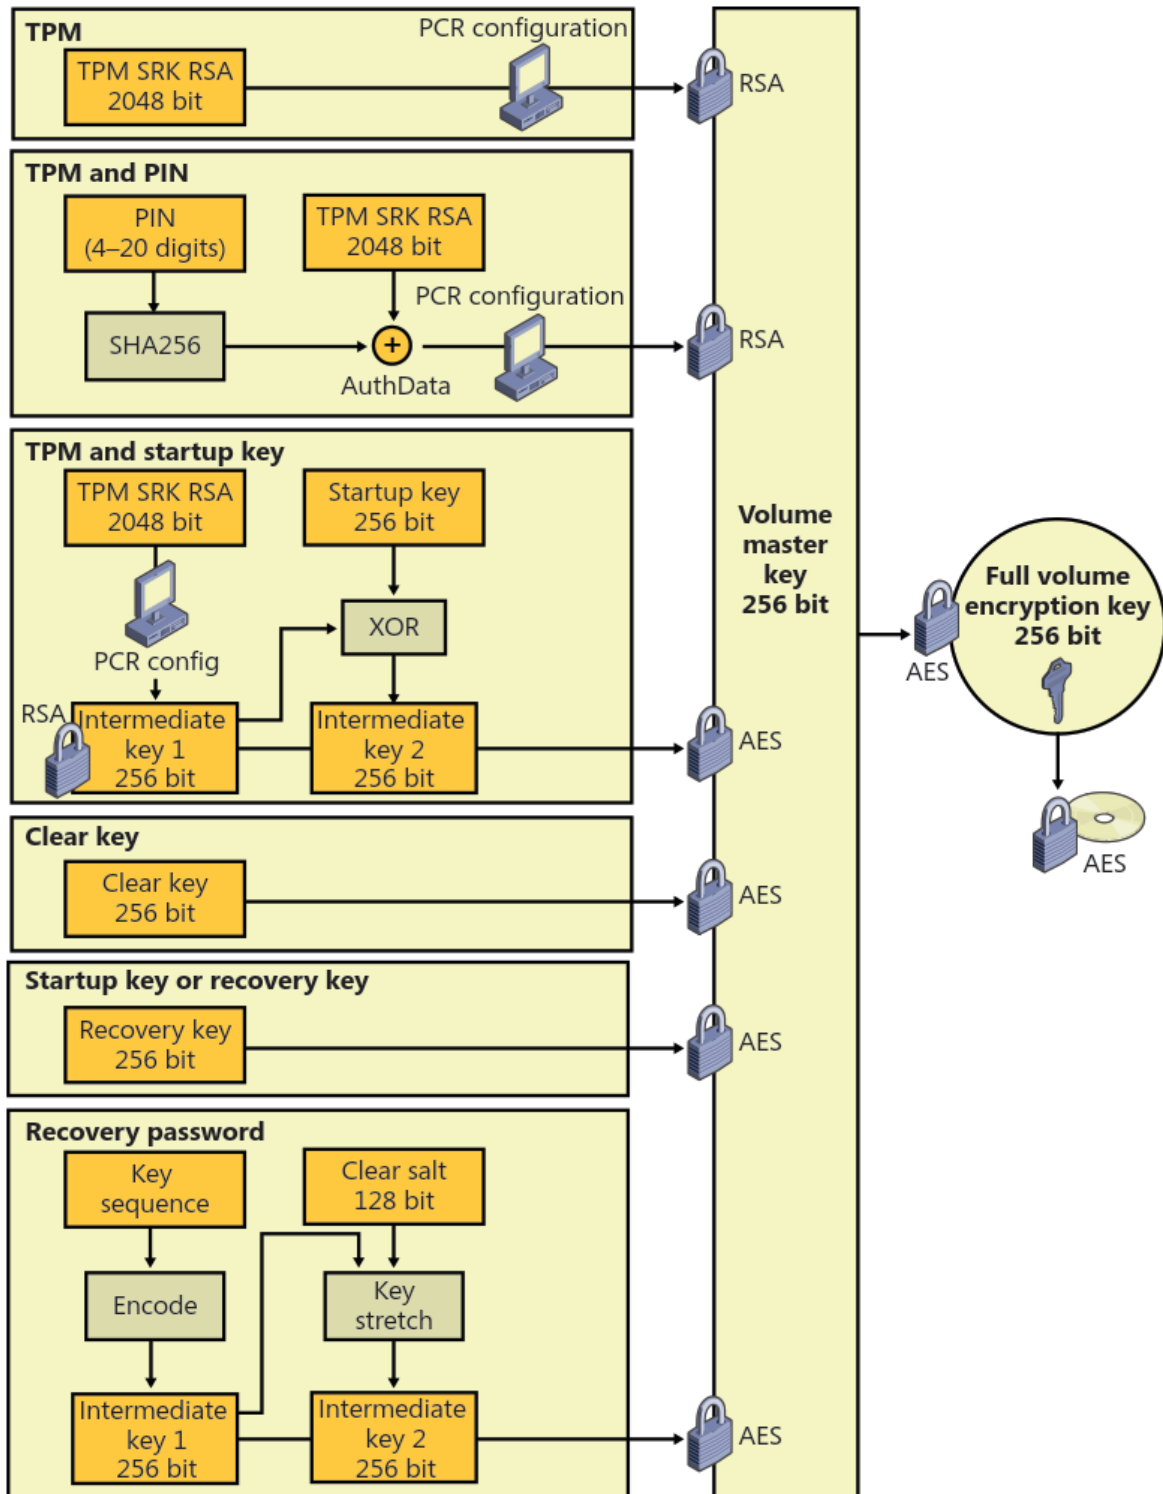 TPM
PCR configuration
TPM SRK RSA
2048 bit
RSA
TPM and PIN
PIN
(4–20 digits)
TPM SRK RSA
2048 bit
PCR configuration
SHA256
+
AuthData
RSA
TPM and startup key
TPM SRK RSA
2048 bit
Startup key
256 bit
XOR
PCR config
RSA
Intermediate
key 1
256 bit
Intermediate
key 2
256 bit
AES
Clear key
Clear key
256 bit
AES
Startup key or recovery key
Recovery key
256 bit
AES
Recovery password
Key
sequence
Clear salt
128 bit
Encode
Key
stretch
Intermediate
key 1
256 bit
Intermediate
key 2
256 bit
AES
Volume
master
key
256 bit
AES
Full volume
encryption key
256 bit
AES